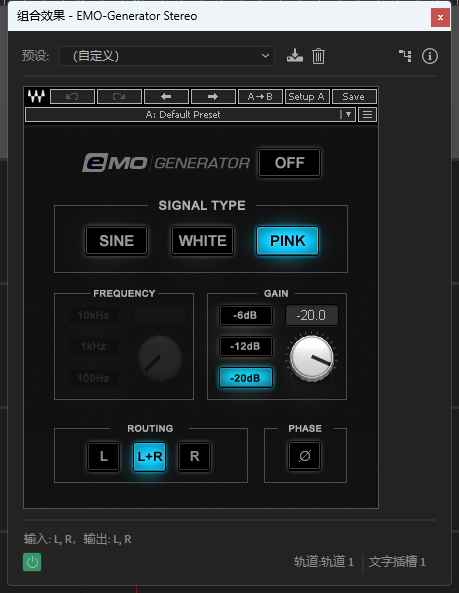 组合效果 - EMO-Generator Stereo
预设: (自定义)
A→B Setup A Save
A: Default Preset
eMO GENERATOR OFF
SIGNAL TYPE
SINE WHITE PINK
FREQUENCY
10kHz
1kHz
100Hz
GAIN
-6dB -20.0
-12dB
-20dB
ROUTING
L L+R R
PHASE
Ø
输入: L, R，输出: L, R
轨道:轨道 1 文字插槽 1